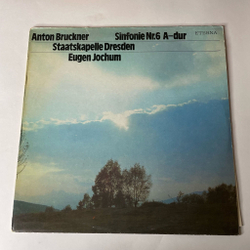 Anton Bruckner Sinfonie Nr.6 A-dur
ETERNA
Staatskapelle Dresden
Eugen Jochum